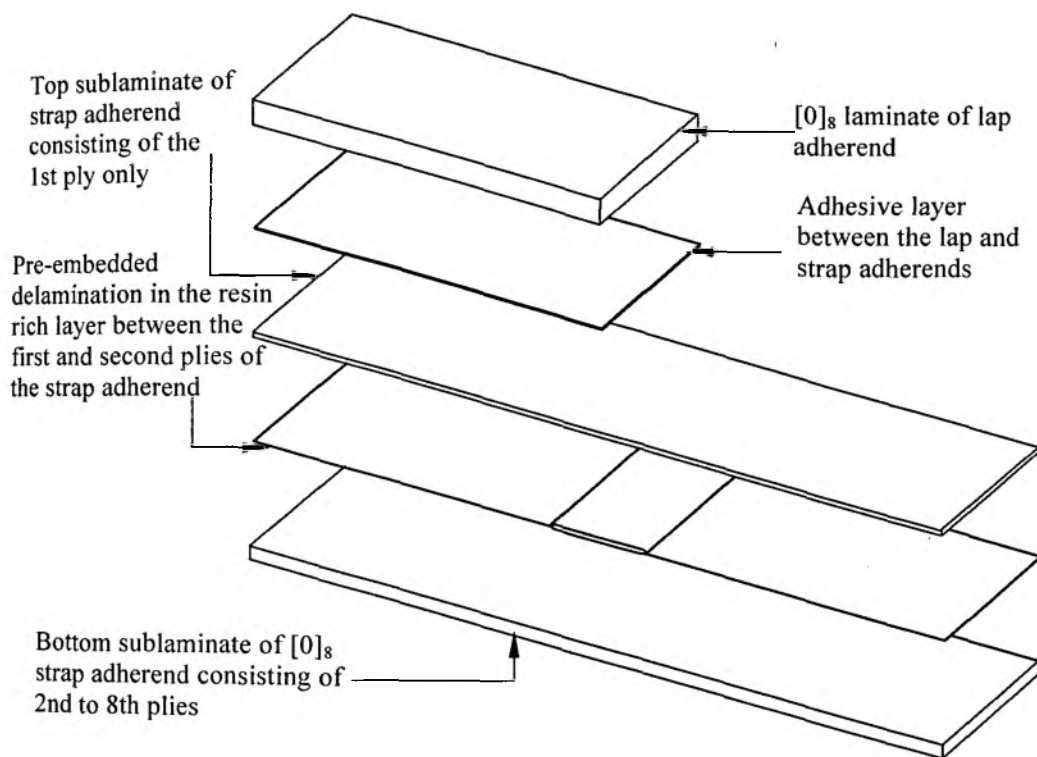 Top sublaminate of
strap adherend
consisting of the
1st ply only
[0]₈ laminate of lap
adherend
Adhesive layer
between the lap and
strap adherends
Pre-embedded
delamination in the resin
rich layer between the
first and second plies of
the strap adherend
Bottom sublaminate of [0]₈
strap adherend consisting of
2nd to 8th plies